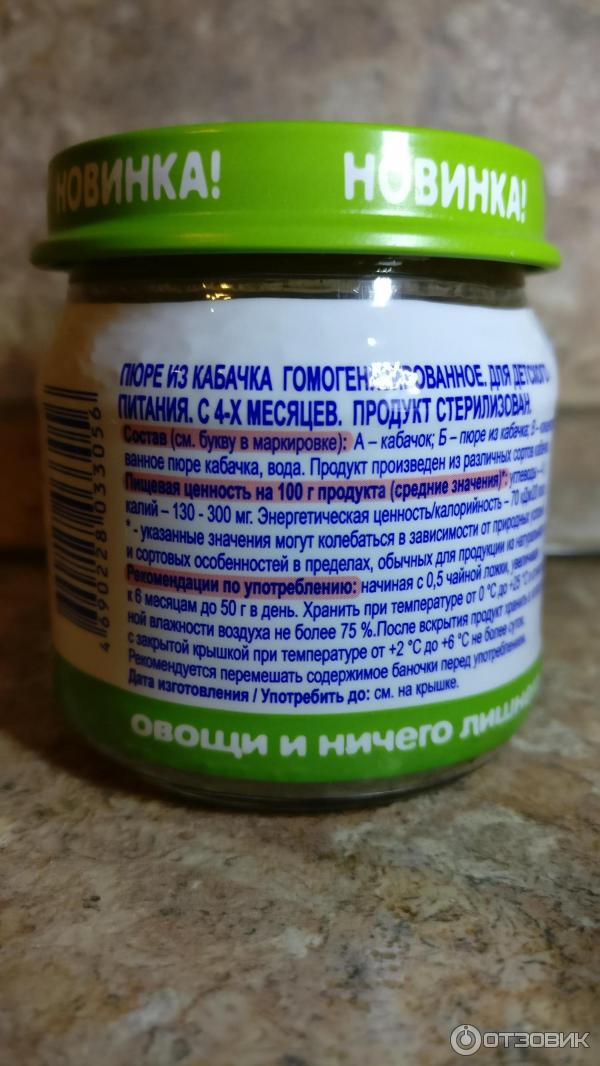 НОВИНКА! НОВИНКА!
ПЮРЕ ИЗ КАБАЧКА ДЛЯ
ПИТАНИЯ. С 4-Х МЕСЯЦЕВ. ПРОДУКТ СТЕРИЛИЗОВАН.
Состав (см. букву в маркировке): А – кабачок; Б – пюре из кабачка; В –
ванное пюре кабачка, вода. Продукт произведен из различных сортов
Пищевая ценность на 100 г продукта (средние значения)*: углеводы – 4
калий – 130 - 300 мг. Энергетическая ценность/калорийность – 70
* - указанные значения могут колебаться в зависимости от природных
и сортовых особенностей в пределах, обычных для продукции из
Рекомендации по употреблению: начиная с 0,5 чайной ложки,
к 6 месяцам до 50 г в день. Хранить при температуре от 0 °С до +25 °С
ной влажности воздуха не более 75 %.После вскрытия продукт
с закрытой крышкой при температуре от +2 °С до +6 °С не более суток.
Рекомендуется перемешать содержимое баночки перед употреблением.
Дата изготовления / Употребить до: см. на крышке.
4 690228 033056
овощи и ничего
ОТЗОВИК